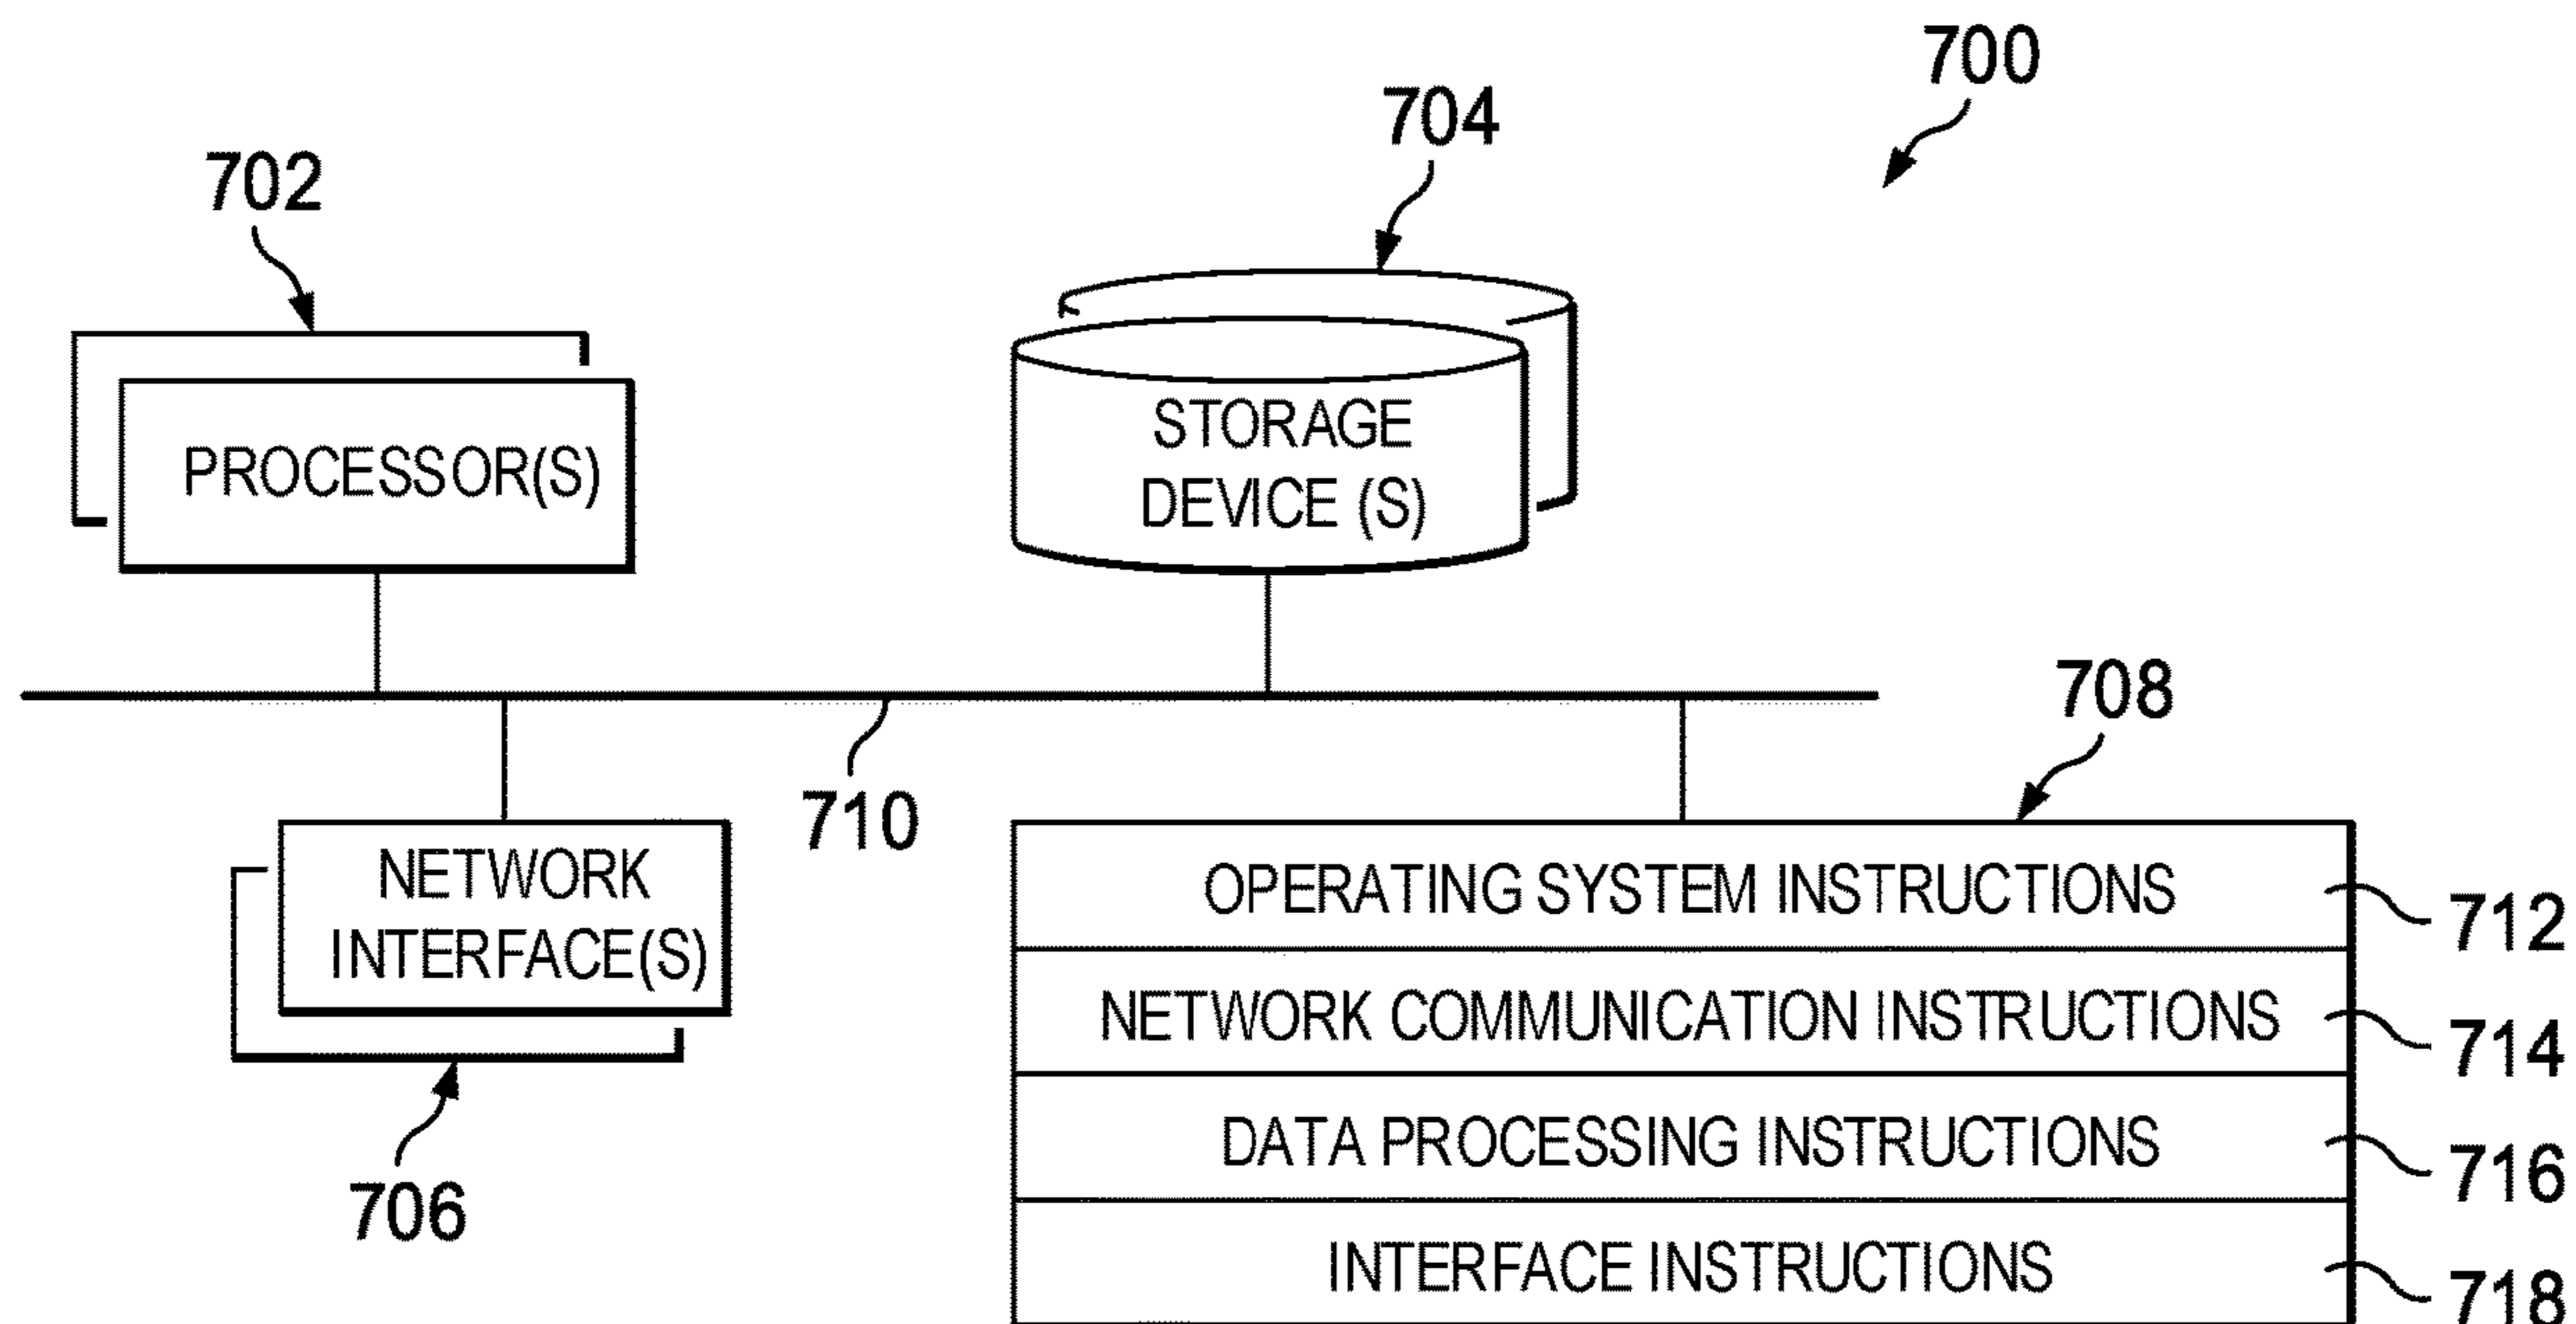 700
704
702
PROCESSOR(S)
STORAGE
DEVICE (S)
708
710
NETWORK
INTERFACE(S)
706
OPERATING SYSTEM INSTRUCTIONS
712
NETWORK COMMUNICATION INSTRUCTIONS
714
DATA PROCESSING INSTRUCTIONS
716
INTERFACE INSTRUCTIONS
718